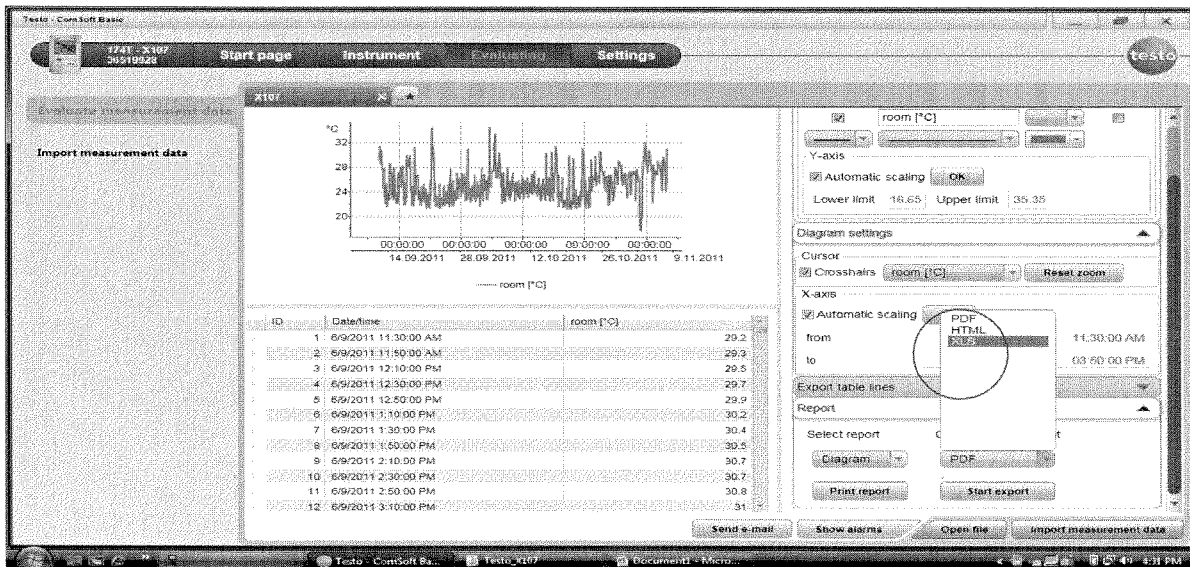 Testo - ComSoft Basic
174T - X107
36519928
Start page
Instrument
Evaluating
Settings
testo
Evaluate measurement data
Import measurement data
X107
°C
32
28
24
20
00:00:00 00:00:00 00:00:00 00:00:00 00:00:00
14.09.2011 28.09.2011 12.10.2011 26.10.2011 9.11.2011
room [°C]
ID Date/time room [°C]
1 6/9/2011 11:30:00 AM 29.2
2 6/9/2011 11:50:00 AM 29.3
3 6/9/2011 12:10:00 PM 29.5
4 6/9/2011 12:30:00 PM 29.7
5 6/9/2011 12:50:00 PM 29.9
6 6/9/2011 1:10:00 PM 30.2
7 6/9/2011 1:30:00 PM 30.4
8 6/9/2011 1:50:00 PM 30.5
9 6/9/2011 2:10:00 PM 30.7
10 6/9/2011 2:30:00 PM 30.7
11 6/9/2011 2:50:00 PM 30.8
12 6/9/2011 3:10:00 PM 31
room [°C]
Y-axis
Automatic scaling OK
Lower limit 16.65 Upper limit 35.35
Diagram settings
Cursor
Crosshairs room [°C] Reset zoom
X-axis
Automatic scaling
PDF
HTML
XLS
from 11:30:00 AM
to 03:50:00 PM
Export table lines
Report
Select report
Diagram PDF
Print report Start export
Send e-mail Show alarms Open file Import measurement data
Testo - ComSoft Ba... Testo_X107 Document1 - Micro... 4:31 PM